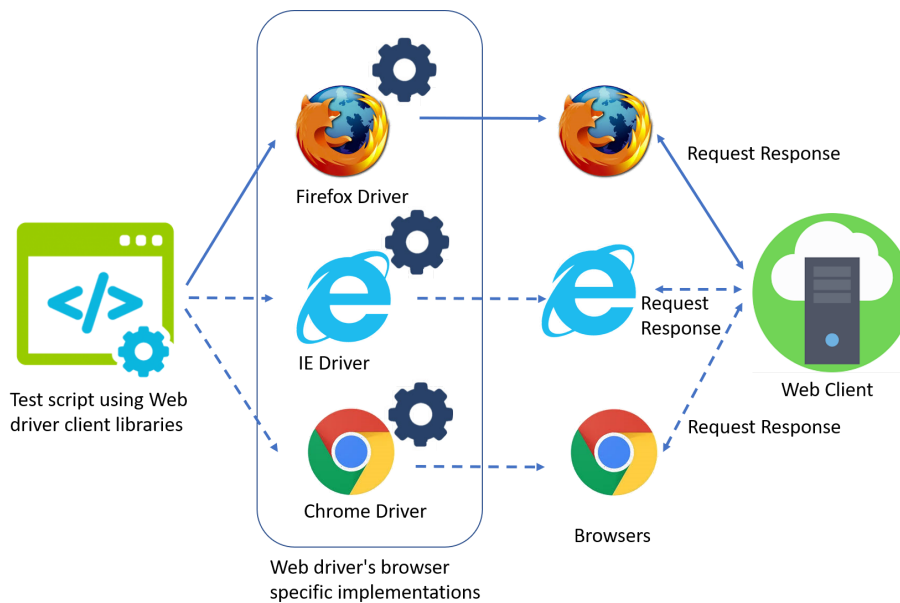 Request Response
Firefox Driver
Request
Response
IE Driver
Web Client
Test script using Web
driver client libraries
Request Response
Chrome Driver
Browsers
Web driver's browser
specific implementations